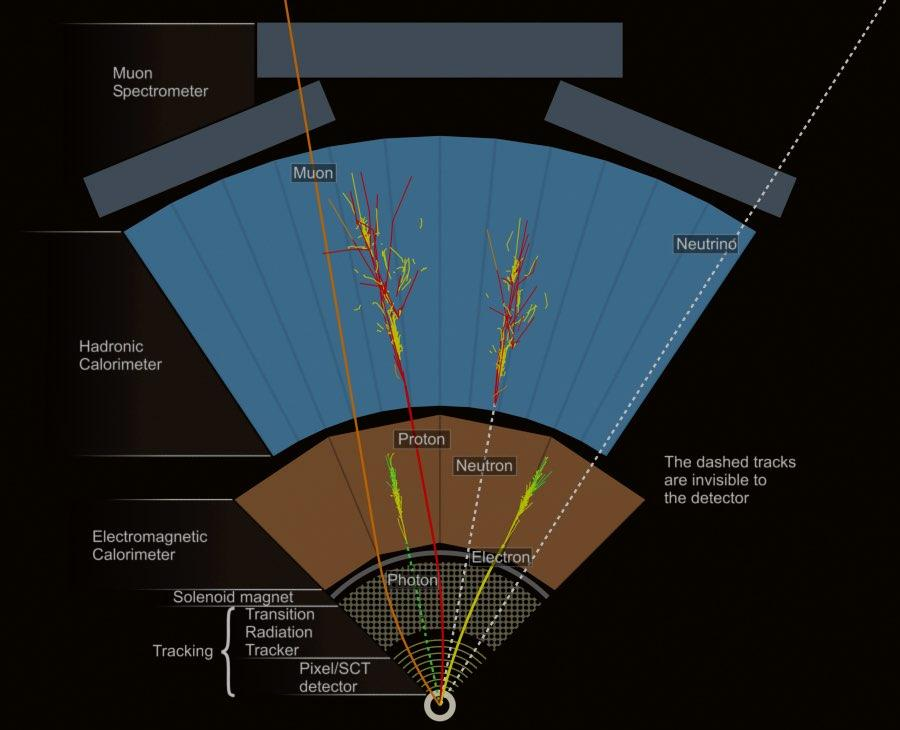 Muon
Spectrometer
Muon
Neutrino
Hadronic
Calorimeter
Proton
Neutron
The dashed tracks
are invisible to
the detector
Electromagnetic
Calorimeter
Electron
Photon
Solenoid magnet
Transition
Radiation
Tracker
Tracking
Pixel/SCT
detector